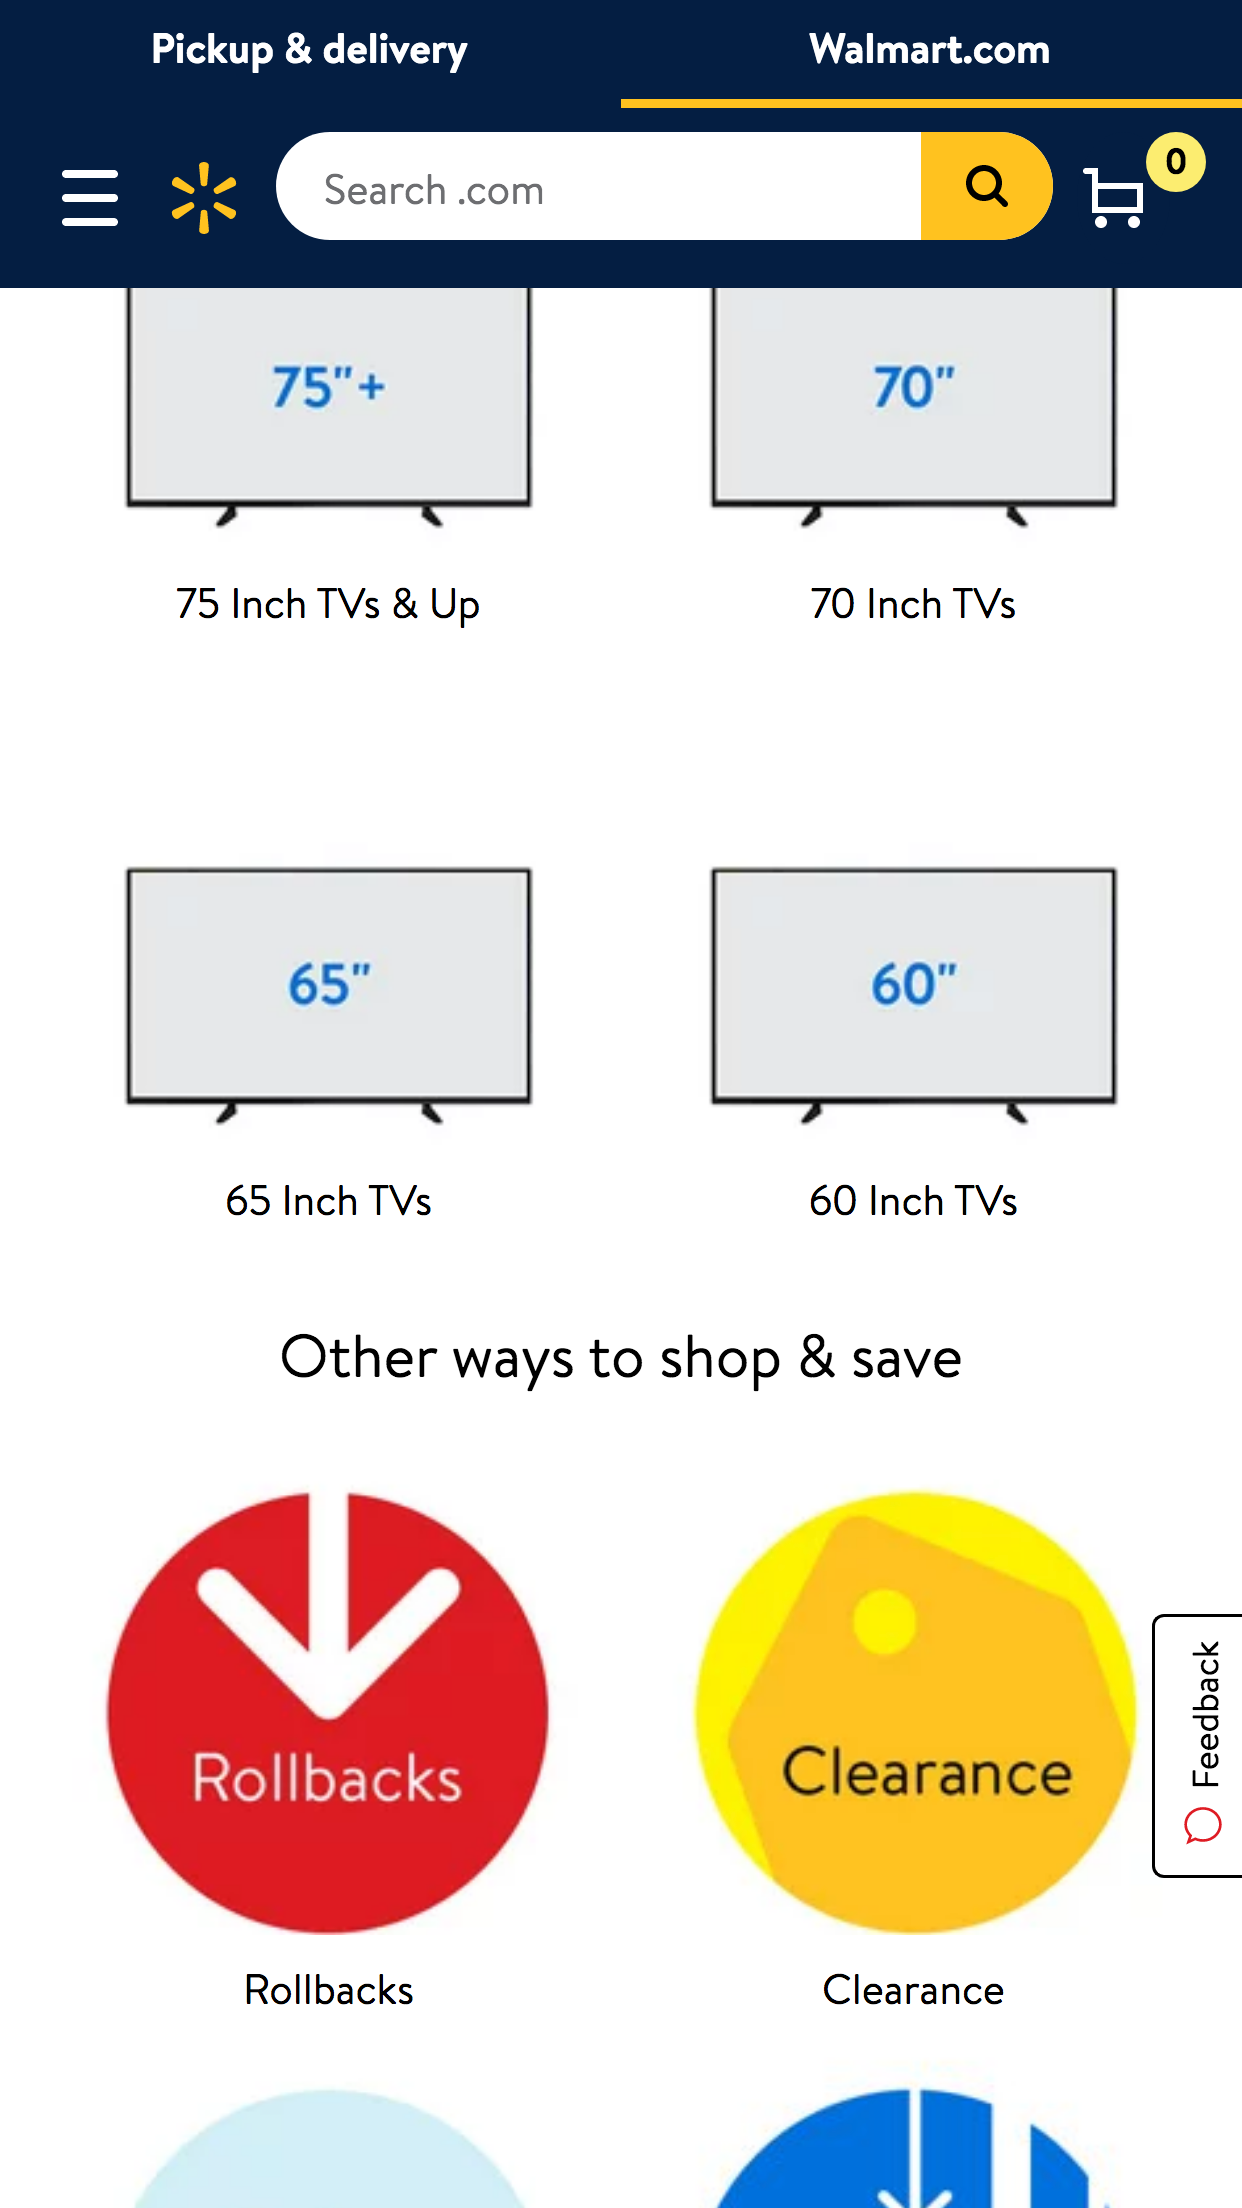 Pickup & delivery
Walmart.com
Search .com
0
75"+
70"
75 Inch TVs & Up
70 Inch TVs
65"
60"
65 Inch TVs
60 Inch TVs
Other ways to shop & save
Rollbacks
Clearance
Feedback
Rollbacks
Clearance